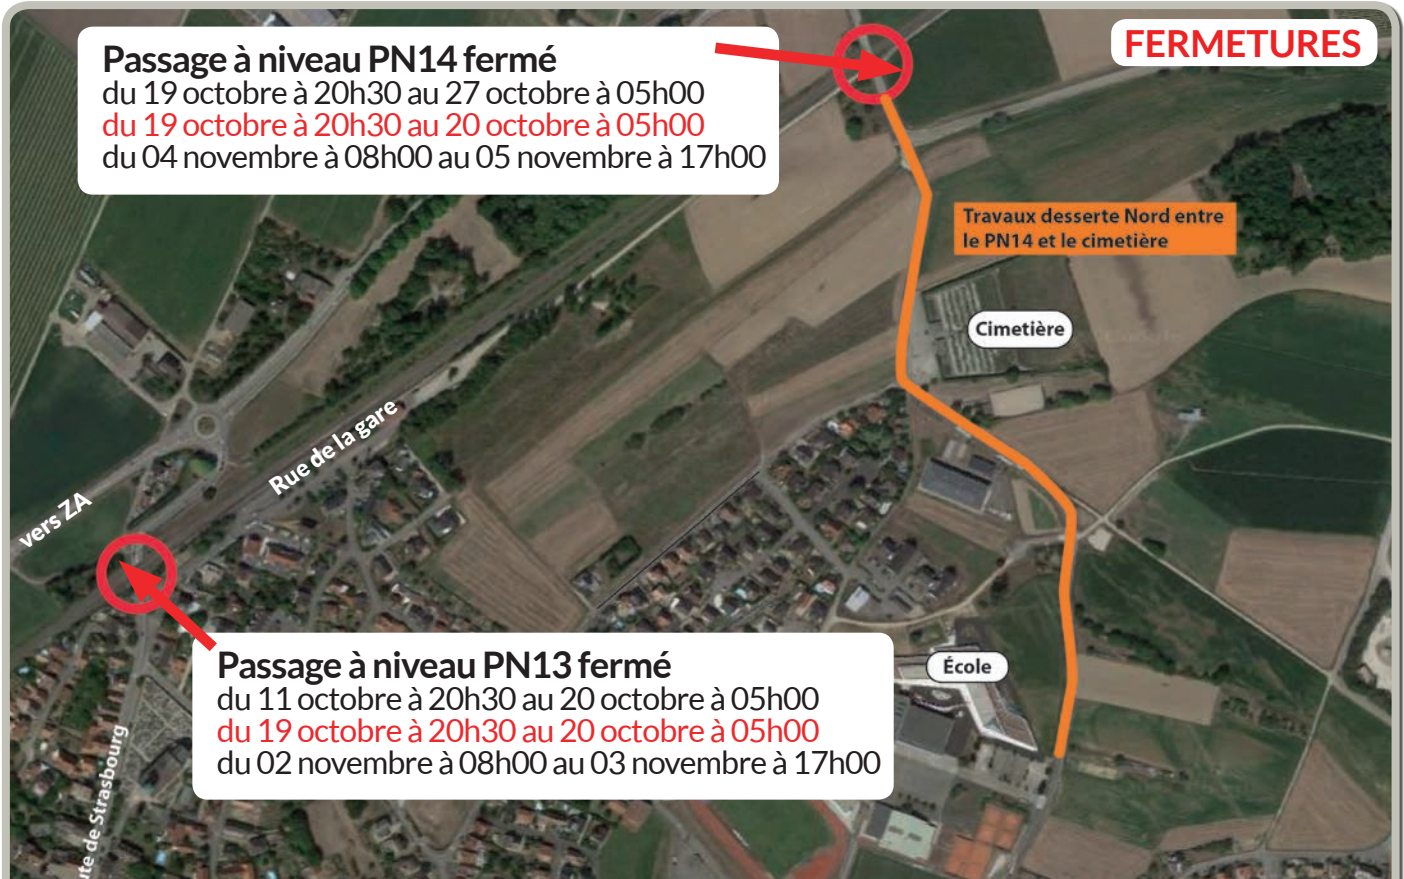 FERMETURES
Passage à niveau PN14 fermé
du 19 octobre à 20h30 au 27 octobre à 05h00
du 19 octobre à 20h30 au 20 octobre à 05h00
du 04 novembre à 08h00 au 05 novembre à 17h00
Travaux desserte Nord entre
le PN14 et le cimetière
Cimetière
Rue de la gare
vers ZA
Passage à niveau PN13 fermé
du 11 octobre à 20h30 au 20 octobre à 05h00
du 19 octobre à 20h30 au 20 octobre à 05h00
du 02 novembre à 08h00 au 03 novembre à 17h00
École
de Strasbourg